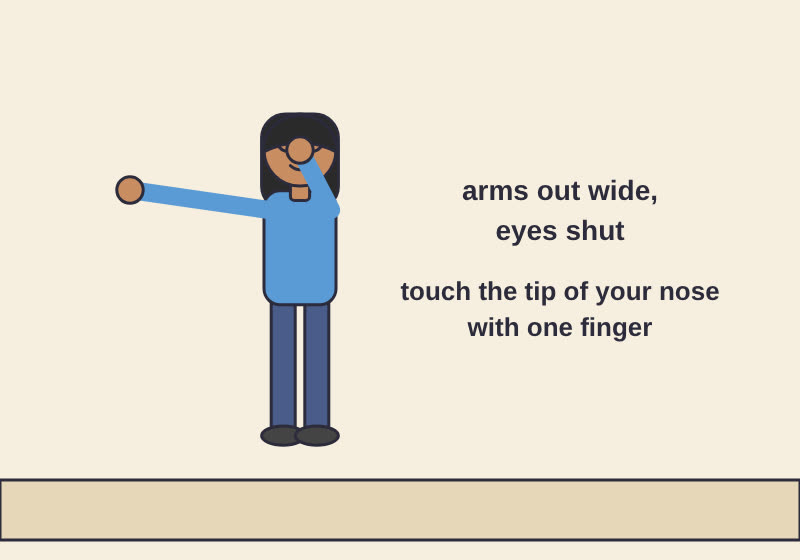 arms out wide,
eyes shut
touch the tip of your nose
with one finger